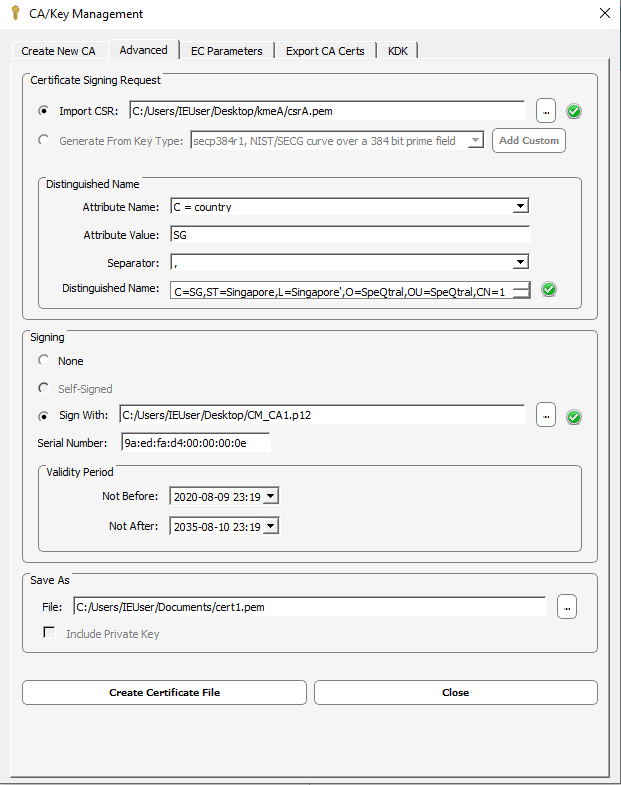 CA/Key Management
Create New CA Advanced EC Parameters Export CA Certs KDK
Certificate Signing Request
Import CSR: C:/Users/IEUser/Desktop/kmeA/csrA.pem ...
Generate From Key Type: secp384r1, NIST/SECG curve over a 384 bit prime field Add Custom
Distinguished Name
Attribute Name: C = country
Attribute Value: SG
Separator: ,
Distinguished Name: C=SG,ST=Singapore,L=Singapore',O=SpeQtral,OU=SpeQtral,CN=1
Signing
None
Self-Signed
Sign With: C:/Users/IEUser/Desktop/CM_CA1.p12 ...
Serial Number: 9a:ed:fa:d4:00:00:00:0e
Validity Period
Not Before: 2020-08-09 23:19
Not After: 2035-08-10 23:19
Save As
File: C:/Users/IEUser/Documents/cert1.pem ...
Include Private Key
Create Certificate File Close